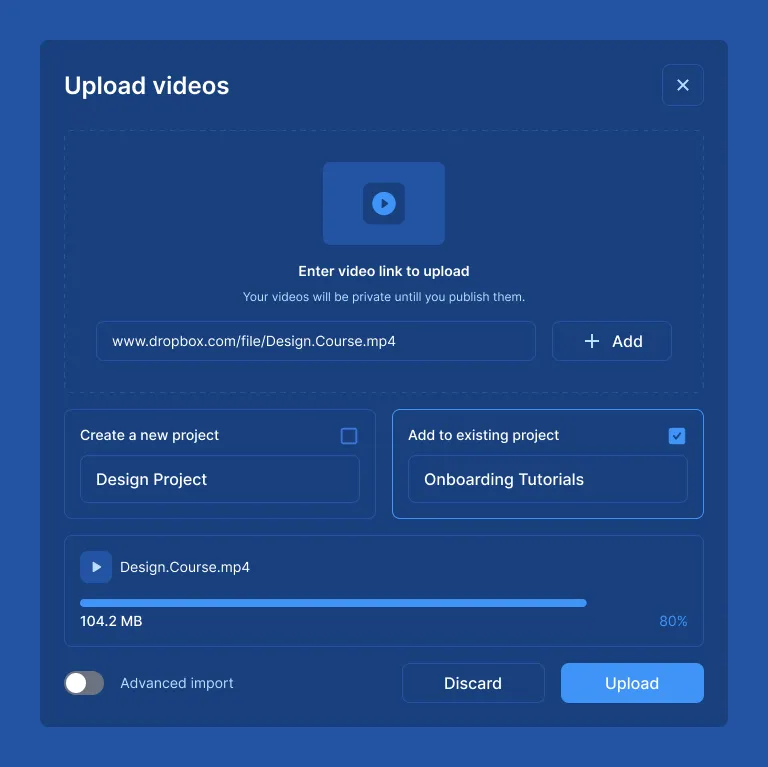 Upload videos
Enter video link to upload
Your videos will be private untill you publish them.
www.dropbox.com/file/Design.Course.mp4
Add
Create a new project
Add to existing project
Design Project
Onboarding Tutorials
Design.Course.mp4
104.2 MB
80%
Advanced import
Discard
Upload